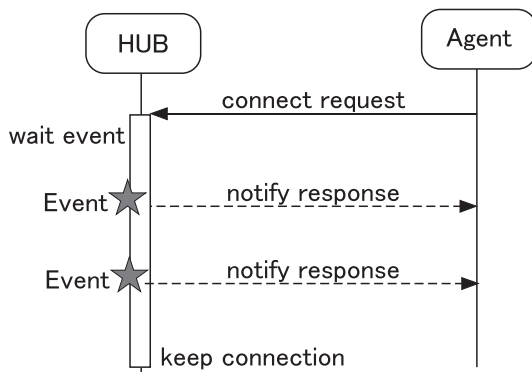 HUB
Agent
connect request
wait event
Event
notify response
Event
notify response
keep connection